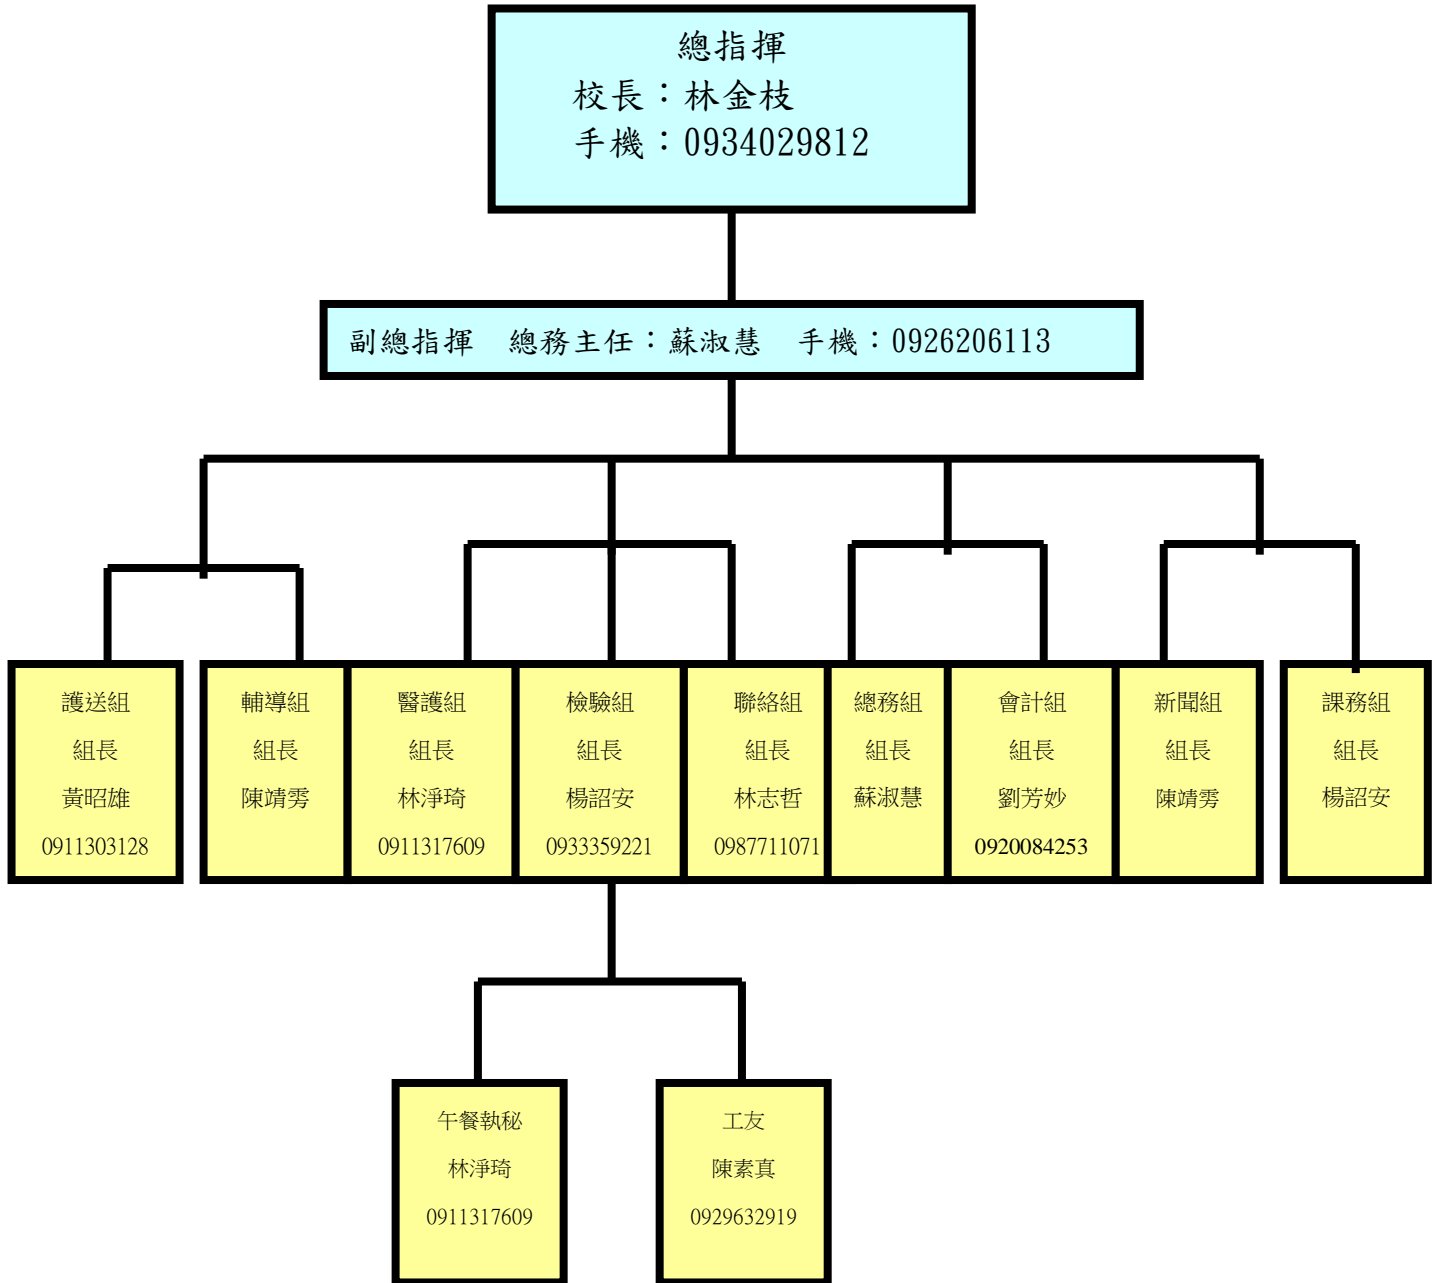 總指揮
校長：林金枝
手機：0934029812
副總指揮　總務主任：蘇淑慧　手機：0926206113
護送組
組長
黃昭雄
0911303128
輔導組
組長
陳靖雱
醫護組
組長
林淨琦
0911317609
檢驗組
組長
楊詔安
0933359221
聯絡組
組長
林志哲
0987711071
總務組
組長
蘇淑慧
會計組
組長
劉芳妙
0920084253
新聞組
組長
陳靖雱
課務組
組長
楊詔安
午餐執秘
林淨琦
0911317609
工友
陳素真
0929632919